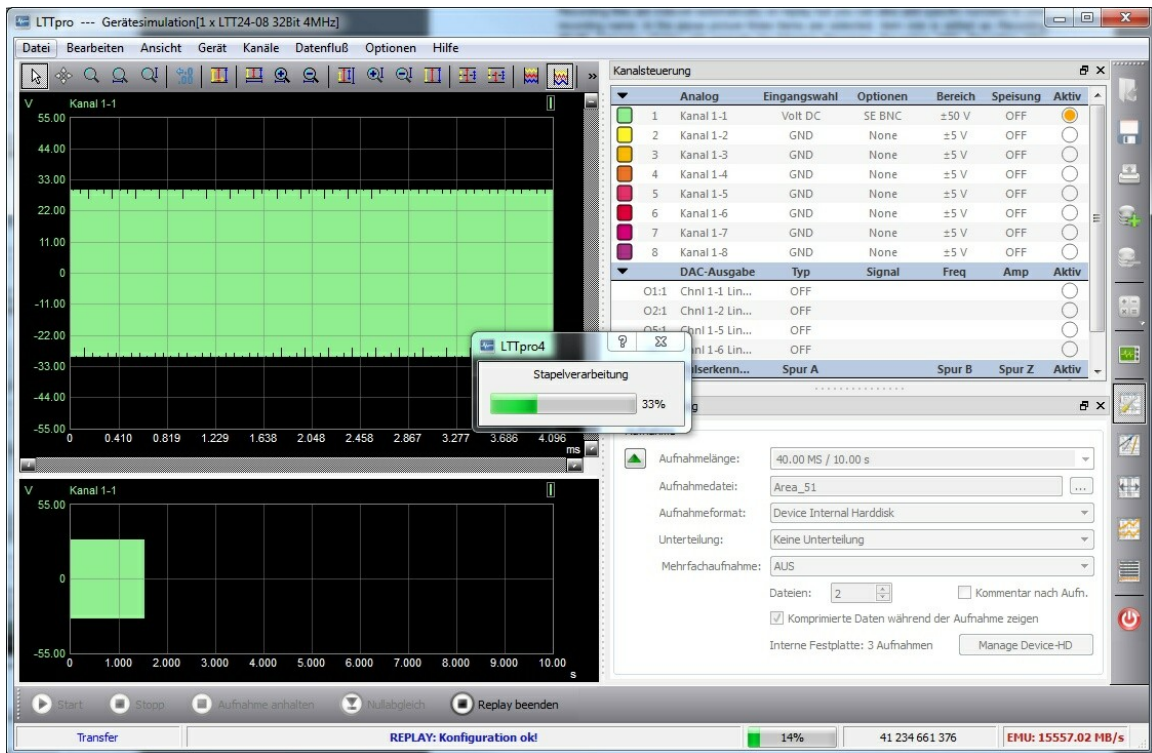 LTTpro --- Gerätesimulation[1 x LTT24-08 32Bit 4MHz]
Datei Bearbeiten Ansicht Gerät Kanäle Datenfluß Optionen Hilfe
»
V Kanal 1-1
55.00
44.00
33.00
22.00
11.00
0
-11.00
-22.00
-33.00
-44.00
-55.00
0 0.410 0.819 1.229 1.638 2.048 2.458 2.867 3.277 3.686 4.096
ms
V Kanal 1-1
55.00
0
-55.00
0 1.000 2.000 3.000 4.000 5.000 6.000 7.000 8.000 9.000 10.00
s
Kanalsteuerung
Analog Eingangswahl Optionen Bereich Speisung Aktiv
1 Kanal 1-1 Volt DC SE BNC ±50 V OFF
2 Kanal 1-2 GND None ±5 V OFF
3 Kanal 1-3 GND None ±5 V OFF
4 Kanal 1-4 GND None ±5 V OFF
5 Kanal 1-5 GND None ±5 V OFF
6 Kanal 1-6 GND None ±5 V OFF
7 Kanal 1-7 GND None ±5 V OFF
8 Kanal 1-8 GND None ±5 V OFF
DAC-Ausgabe Typ Signal Freq Amp Aktiv
O1:1 Chnl 1-1 Lin... OFF
O2:1 Chnl 1-2 Lin... OFF
Chnl 1-5 Lin... OFF
1-6 Lin... OFF
Spur A Spur B Spur Z Aktiv
LTTpro4
Stapelverarbeitung
33%
Aufnahmelänge: 40.00 MS / 10.00 s
Aufnahmedatei: Area_51 ...
Aufnahmeformat: Device Internal Harddisk
Unterteilung: Keine Unterteilung
Mehrfachaufnahme: AUS
Dateien: 2 Kommentar nach Aufn.
Komprimierte Daten während der Aufnahme zeigen
Interne Festplatte: 3 Aufnahmen Manage Device-HD
Start Stopp Aufnahme anhalten Nullabgleich Replay beenden
Transfer REPLAY: Konfiguration ok! 14% 41 234 661 376 EMU: 15557.02 MB/s